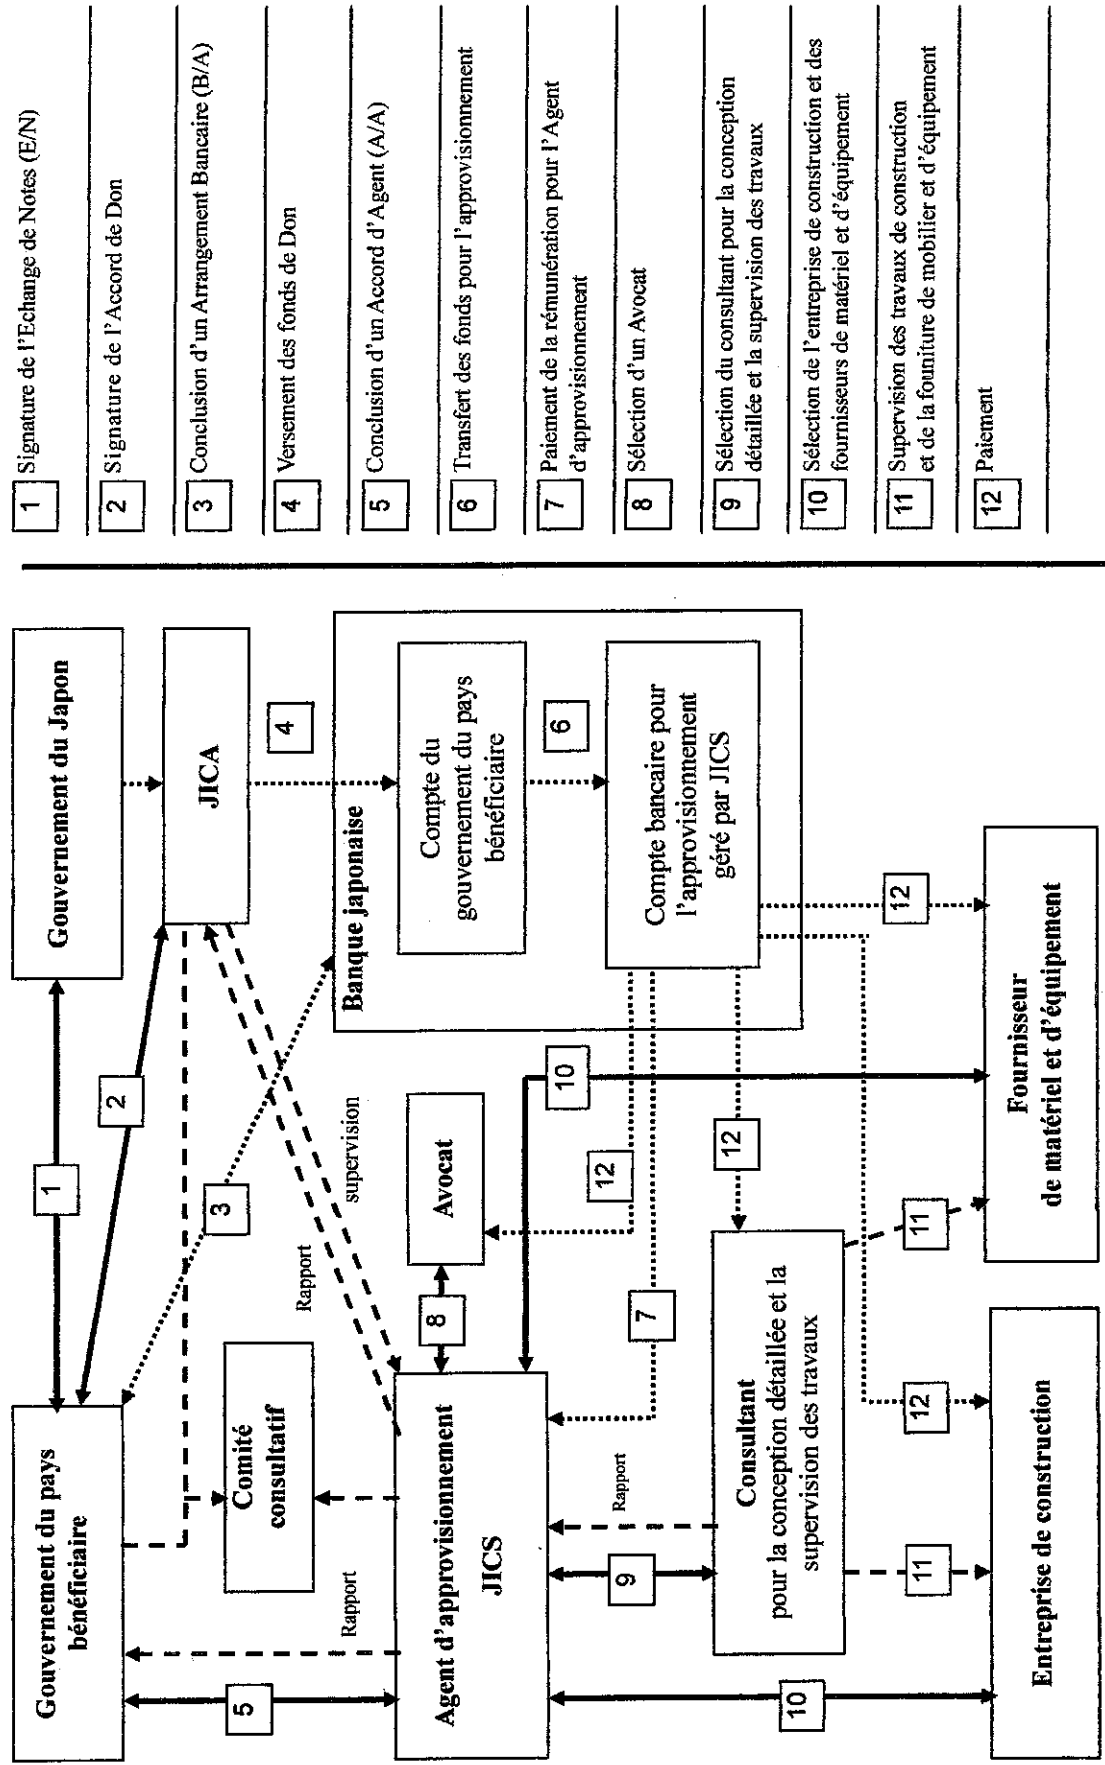 Gouvernement du pays
bénéficiaire
1
Gouvernement du Japon
2
JICA
3
4
Comité
consultatif
Rapport
supervision
Rapport
5
Banque japonaise
Compte du
gouvernement du pays
bénéficiaire
6
Agent d'approvisionnement
JICS
8
Avocat
12
10
Compte bancaire pour
l'approvisionnement
géré par JICS
Rapport
9
7
12
Consultant
pour la conception détaillée et la
supervision des travaux
10
11
12
11
12
Entreprise de construction
Fournisseur
de matériel et d'équipement
1 Signature de l'Echange de Notes (E/N)
2 Signature de l'Accord de Don
3 Conclusion d'un Arrangement Bancaire (B/A)
4 Versement des fonds de Don
5 Conclusion d'un Accord d'Agent (A/A)
6 Transfert des fonds pour l'approvisionnement
7 Paiement de la rémunération pour l'Agent
d'approvisionnement
8 Sélection d'un Avocat
9 Sélection du consultant pour la conception
détaillée et la supervision des travaux
10 Sélection de l'entreprise de construction et des
fournisseurs de matériel et d'équipement
11 Supervision des travaux de construction
et de la founiture de mobilier et d'équipement
12 Paiement